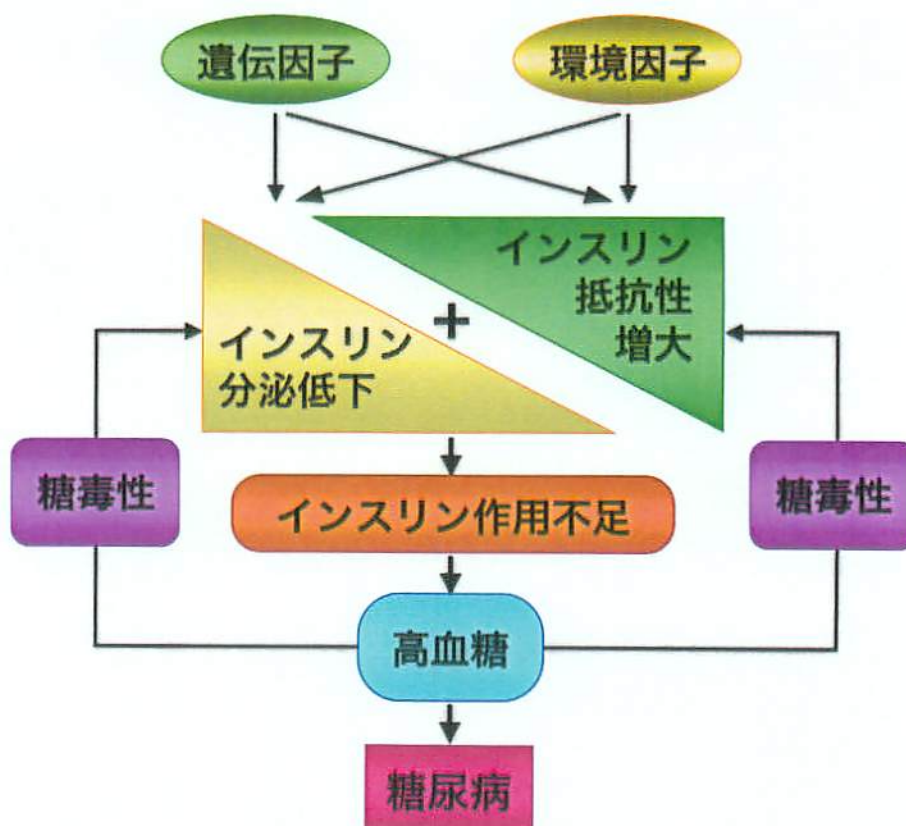 遺伝因子
環境因子
インスリン
抵抗性
増大
+
インスリン
分泌低下
糖毒性
インスリン作用不足
糖毒性
高血糖
糖尿病